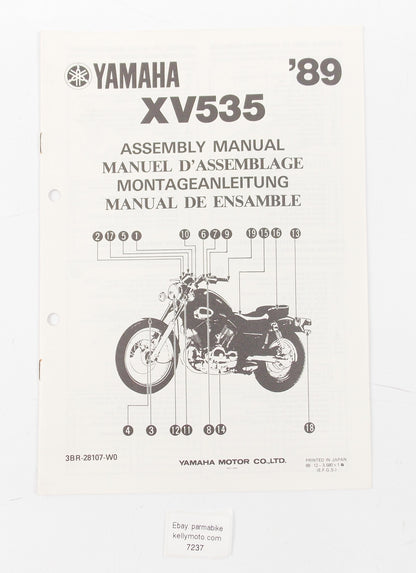 YAMAHA '89
XV535
ASSEMBLY MANUAL
MANUEL D'ASSEMBLAGE
MONTAGEANLEITUNG
MANUAL DE ENSAMBLE
2 17 5 1 10 6 7 9 19 15 16 13
4 3 12 11 8 14 18
3BR-28107-W0
YAMAHA MOTOR CO.,LTD.
PRINTED IN JAPAN
(E.F.G.S.)
Ebay. parmabike
kellymoto.com
7237